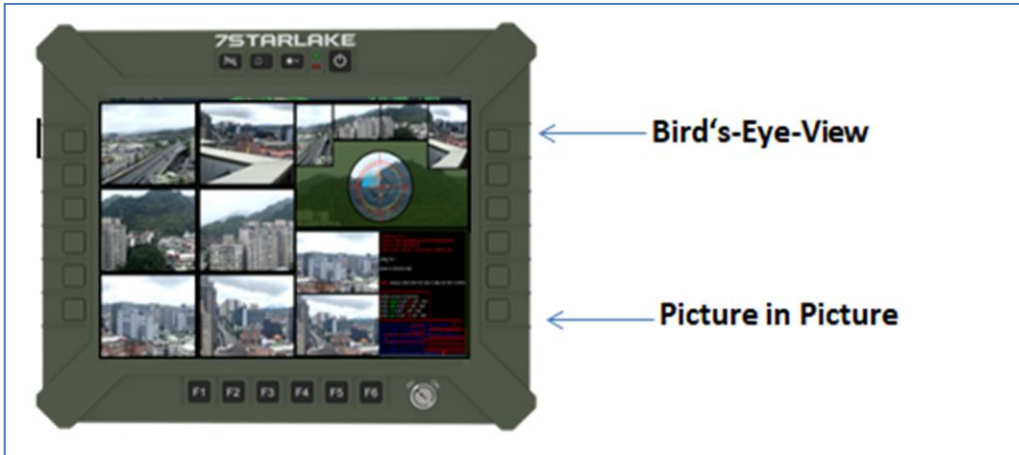 7STARLAKE
Bird‘s-Eye-View
Picture in Picture
F1 F2 F3 F4 F5 F6